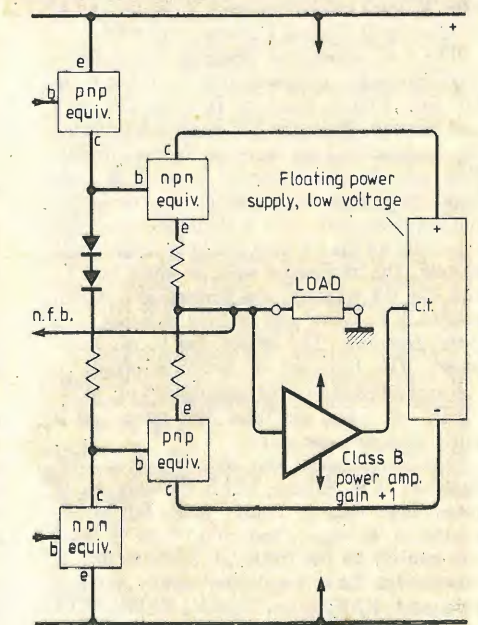 +
e
b
pnp
equiv.
c
c
b
npn
equiv.
e
Floating power
supply, low voltage
+
LOAD
n.f.b.
c.t.
e
b
pnp
equiv.
c
Class B
power amp.
gain +1
-
c
b
npn
equiv.
e